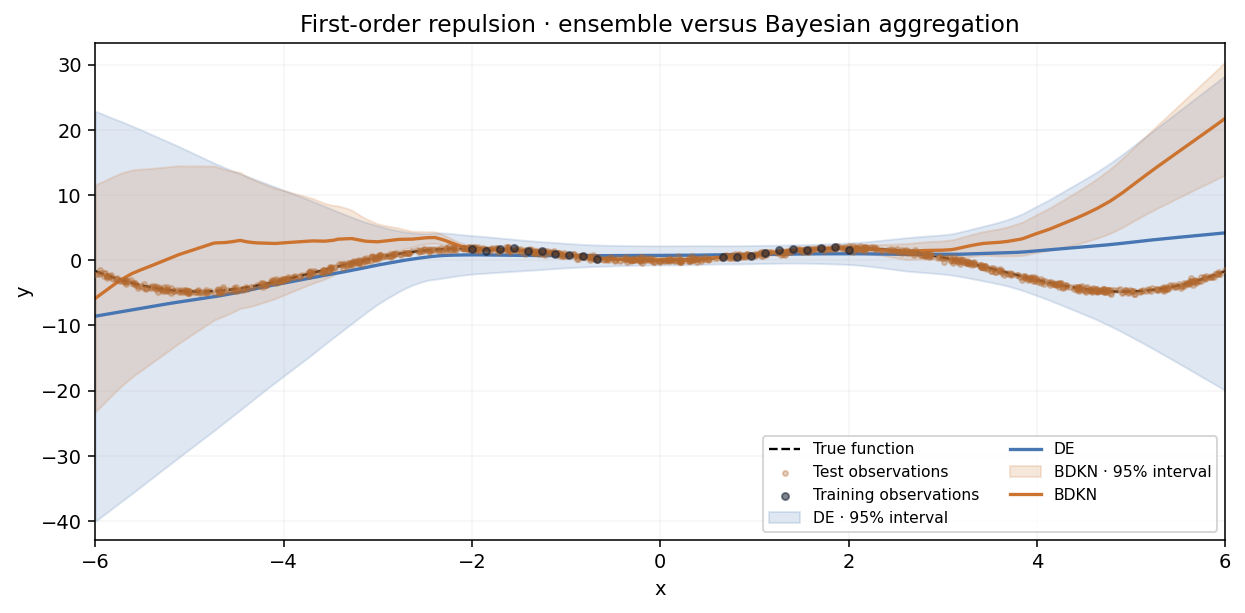 First-order repulsion · ensemble versus Bayesian aggregation
30
20
10
0
−10
−20
−30
−40
y
−6
−4
−2
0
2
4
6
x
True function
Test observations
Training observations
DE · 95% interval
DE
BDKN · 95% interval
BDKN